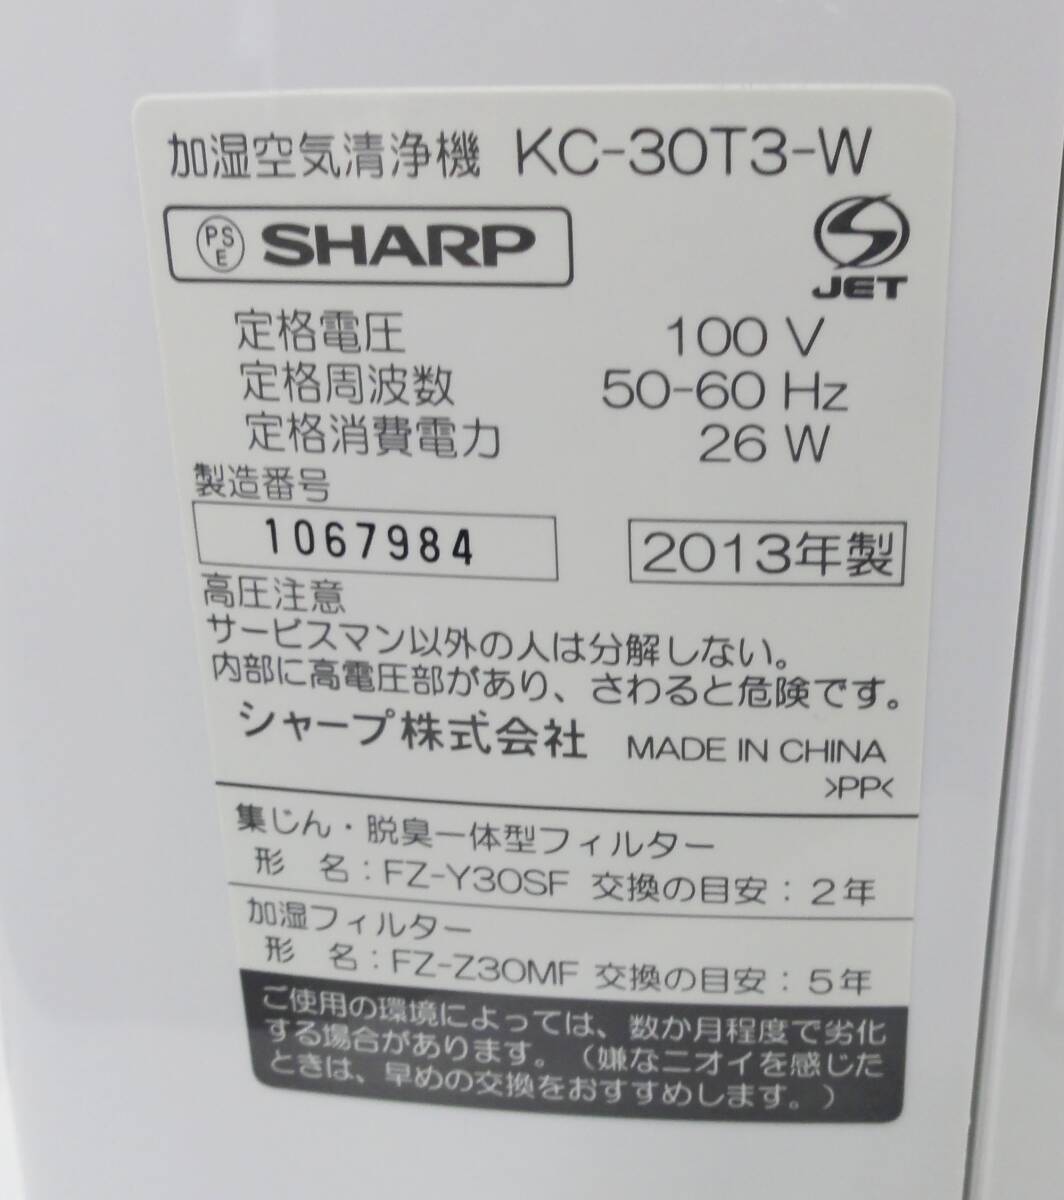 加湿空気清浄機 KC-30T3-W
PS E SHARP
JET
定格電圧 100 V
定格周波数 50-60 Hz
定格消費電力 26 W
製造番号
1067984
2013年製
高圧注意
サービスマン以外の人は分解しない。
内部に高電圧部があり、さわると危険です。
シャープ株式会社 MADE IN CHINA
>PP<
集じん・脱臭一体型フィルター
形 名：FZ-Y30SF 交換の目安：2年
加湿フィルター
形 名：FZ-Z30MF 交換の目安：5年
ご使用の環境によっては、数か月程度で劣化
する場合があります。（嫌なニオイを感じた
ときは、早めの交換をおすすめします。）